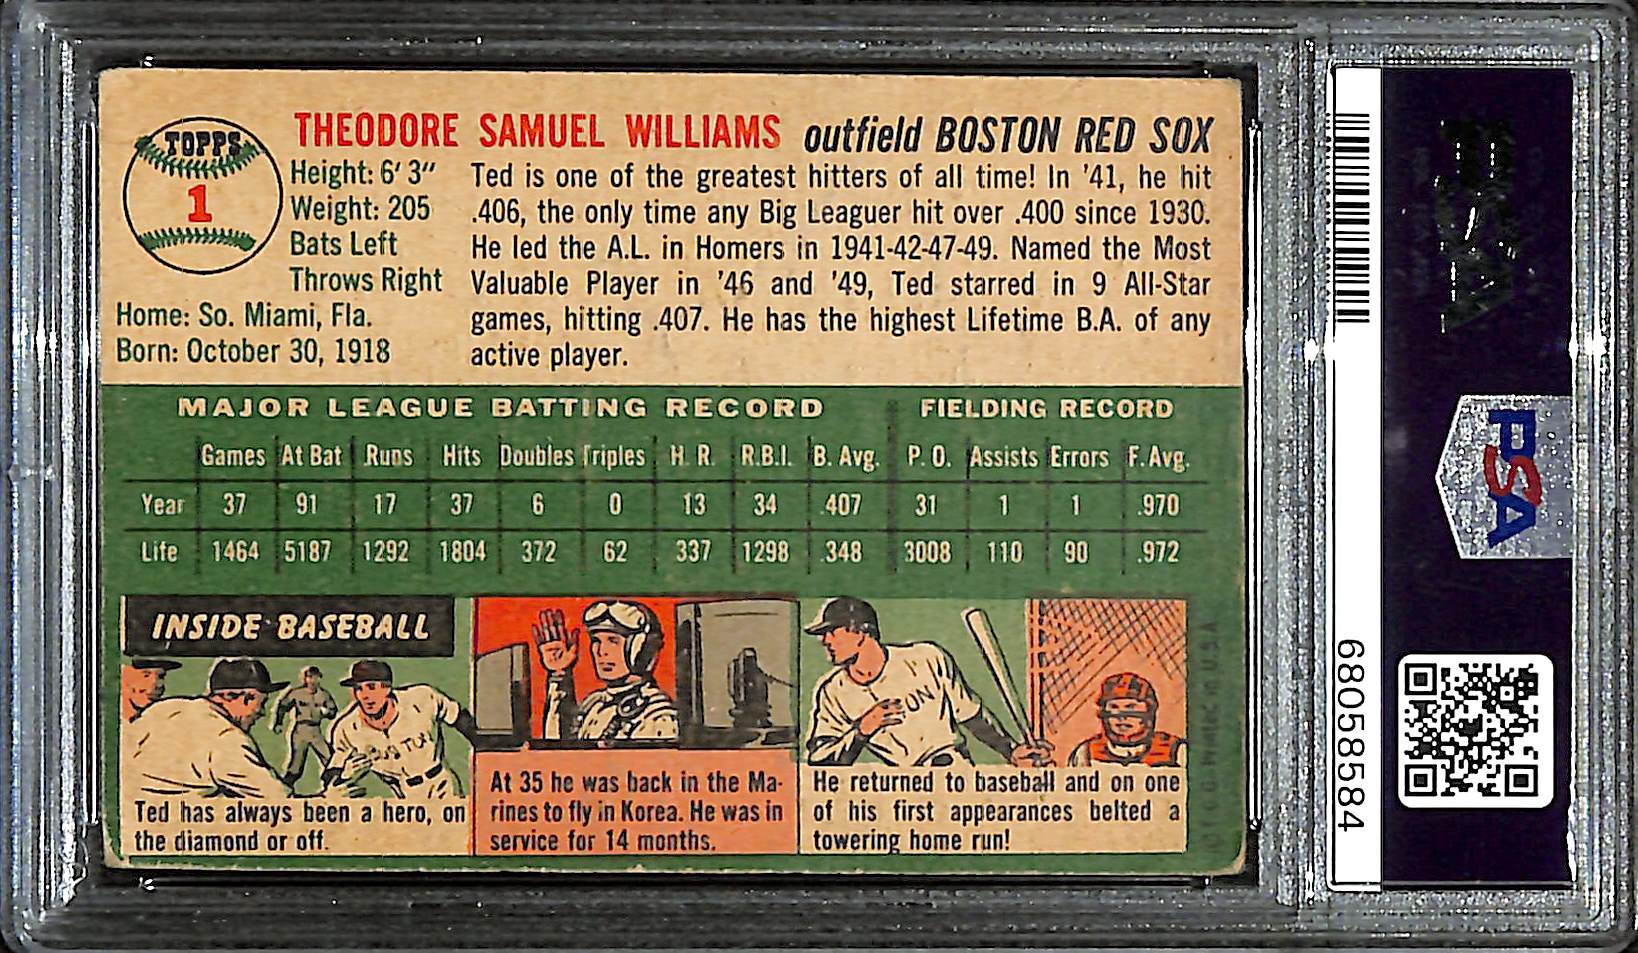 TOPPS
1
THEODORE SAMUEL WILLIAMS outfield BOSTON RED SOX
Height: 6' 3"
Weight: 205
Bats Left
Throws Right
Home: So. Miami, Fla.
Born: October 30, 1918
Ted is one of the greatest hitters of all time! In '41, he hit
.406, the only time any Big Leaguer hit over .400 since 1930.
He led the A.L. in Homers in 1941-42-47-49. Named the Most
Valuable Player in '46 and '49, Ted starred in 9 All-Star
games, hitting .407. He has the highest Lifetime B.A. of any
active player.
MAJOR LEAGUE BATTING RECORD FIELDING RECORD
Games At Bat Runs Hits Doubles Triples H. R. R.B.I. B. Avg. P. O. Assists Errors F. Avg.
Year 37 91 17 37 6 0 13 34 .407 31 1 1 .970
Life 1464 5187 1292 1804 372 62 337 1298 .348 3008 110 90 .972
INSIDE BASEBALL
BOSTON
Ted has always been a hero, on
the diamond or off.
At 35 he was back in the Ma-
rines to fly in Korea. He was in
service for 14 months.
He returned to baseball and on one
of his first appearances belted a
towering home run!
PSA
68058584